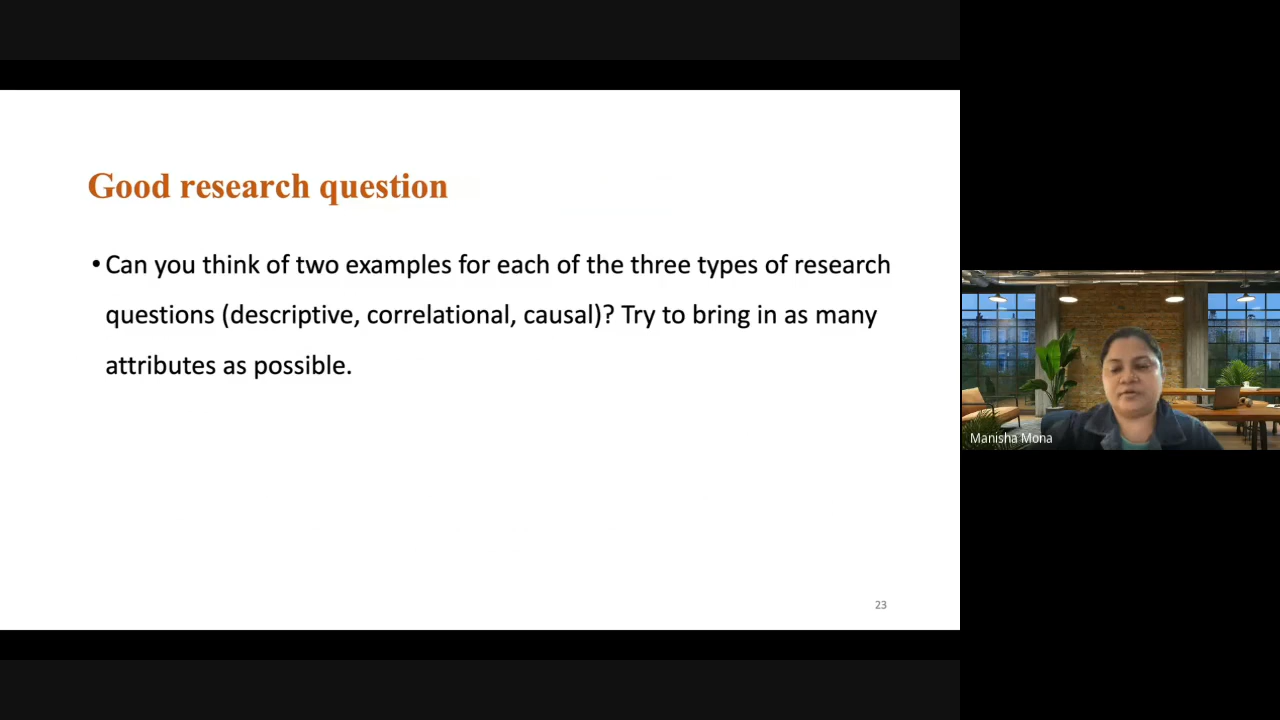 Good research question
• Can you think of two examples for each of the three types of research
questions (descriptive, correlational, causal)? Try to bring in as many
attributes as possible.
23
Manisha Mona